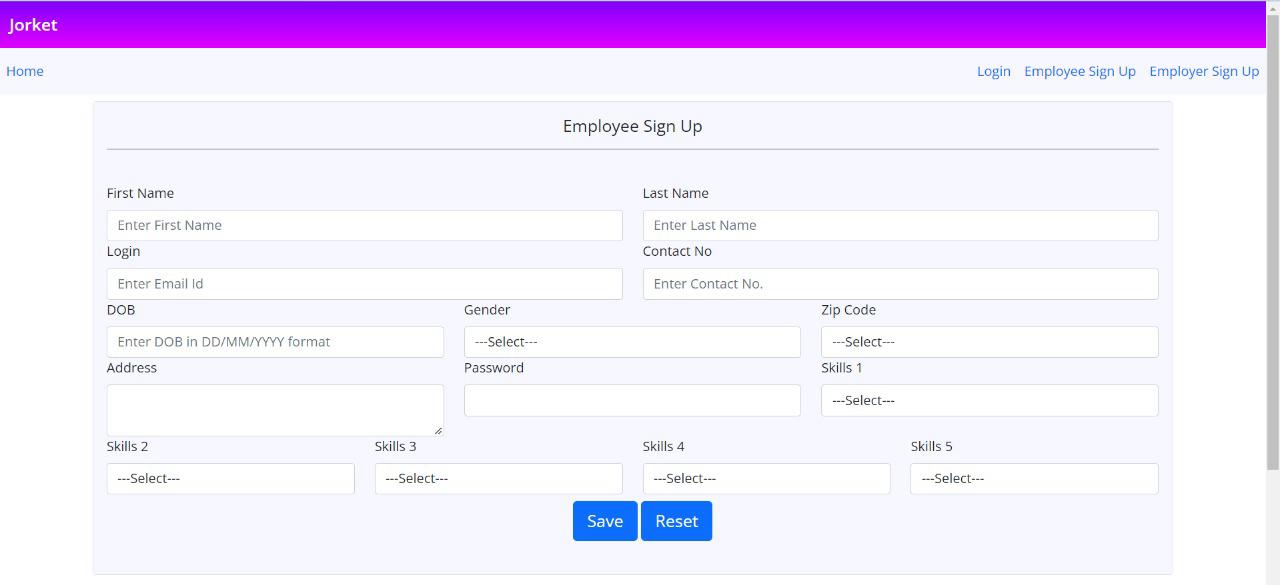 Jorket
Home Login Employee Sign Up Employer Sign Up
Employee Sign Up
First Name Last Name
Enter First Name Enter Last Name
Login Contact No
Enter Email Id Enter Contact No.
DOB Gender Zip Code
Enter DOB in DD/MM/YYYY format ---Select--- ---Select---
Address Password Skills 1
---Select---
Skills 2 Skills 3 Skills 4 Skills 5
---Select--- ---Select--- ---Select--- ---Select---
Save Reset